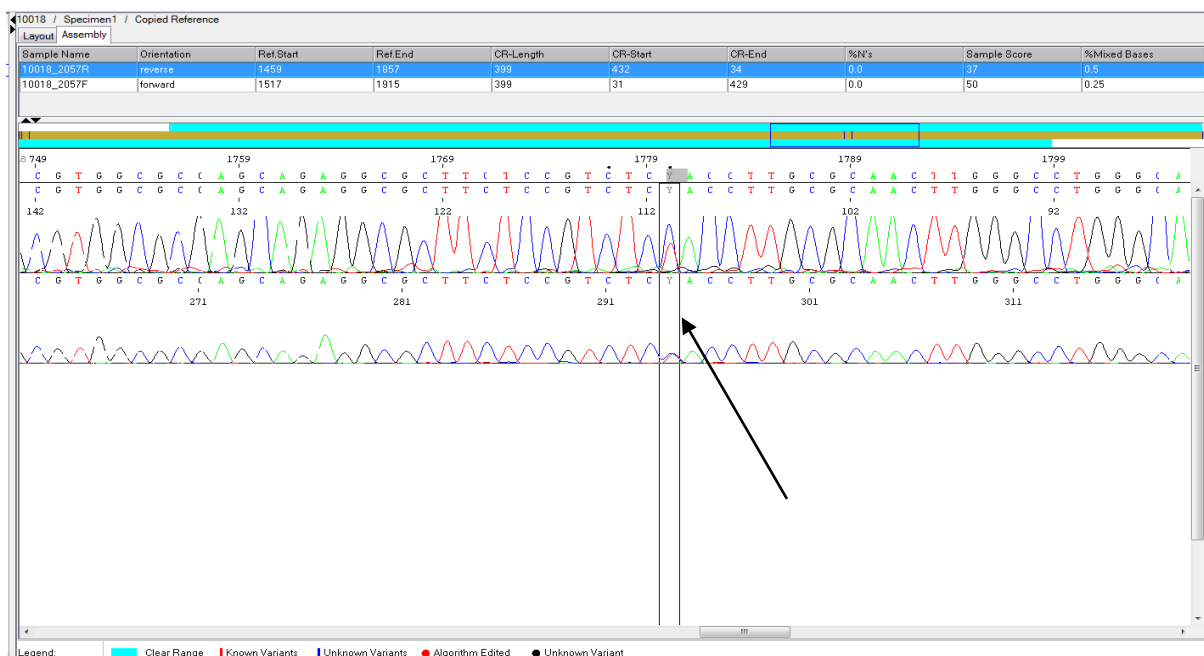 10018 / Specimen1 / Copied Reference
Layout Assembly
Sample Name Orientation Ref.Start Ref.End CR-Length CR-Start CR-End %N's Sample Score %Mixed Bases
10018_2057R reverse 1459 1857 399 432 34 0.0 37 0.5
10018_2057F forward 1517 1915 399 31 429 0.0 50 0.25
749 1759 1769 1779 1789 1799
C G T G G C G C C A G C A G A G G C G C T T C T C C G T C T C Y A C C T T G C G C A A C T T G G G C C T G G G C A
C G T G G C G C C A G C A G A G G C G C T T C T C C G T C T C Y A C C T T G C G C A A C T T G G G C C T G G G C A
142 132 122 112 102 92
C G T G G C G C C A G C A G A G G C G C T T C T C C G T C T C Y A C C T T G C G C A A C T T G G G C C T G G G C A
271 281 291 301 311
Legend: Clear Range Known Variants Unknown Variants Algorithm Edited Unknown Variant